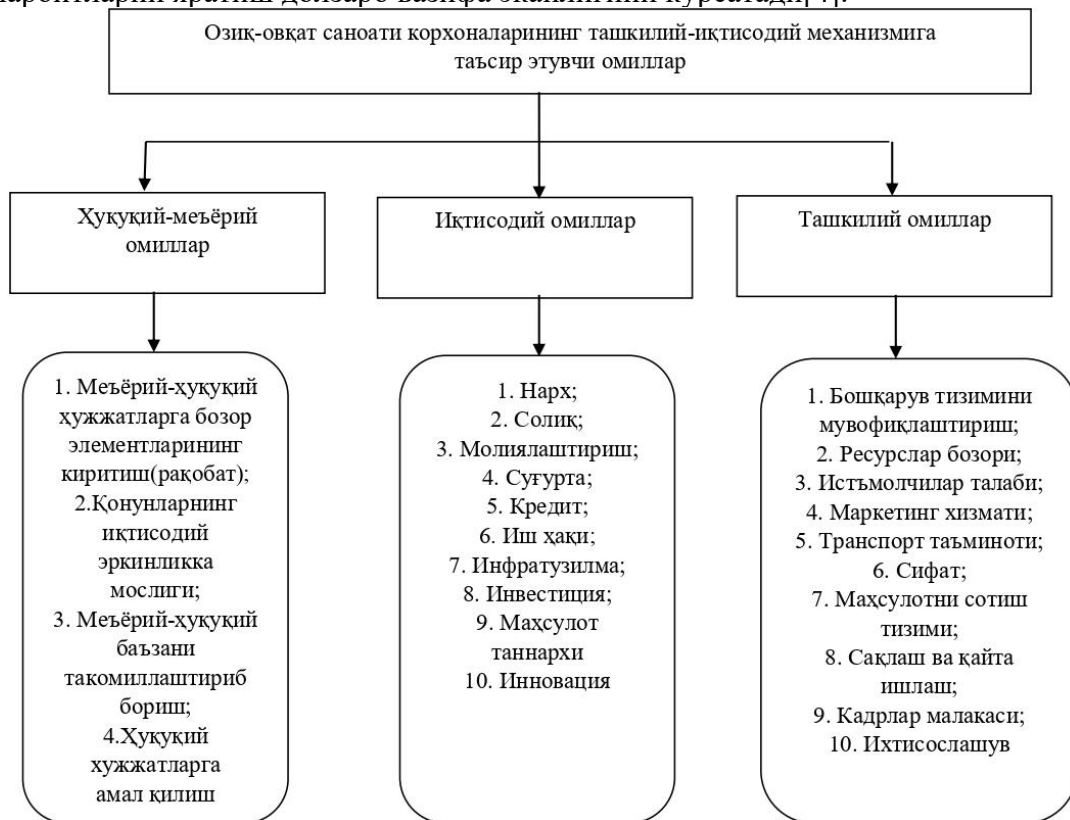 Озиқ-овқат саноати корхоналарининг ташкилий-иқтисодий механизмига
таъсир этувчи омиллар
Ҳуқуқий-меъёрий
омиллар
Иқтисодий омиллар
Ташкилий омиллар
1. Меъёрий-ҳуқуқий
ҳужжатларга бозор
элементларининг
киритиш(рақобат);
2.Қонунларнинг
иқтисодий
эркинликка
мослиги;
3. Меъёрий-ҳуқуқий
баъзани
такомиллаштириб
бориш;
4.Ҳуқуқий
хужжатларга
амал қилиш
1. Нарх;
2. Солиқ;
3. Молиялаштириш;
4. Суғурта;
5. Кредит;
6. Иш ҳақи;
7. Инфратузилма;
8. Инвестиция;
9. Маҳсулот
таннархи
10. Инновация
1. Бошқарув тизимини
мувофиқлаштириш;
2. Ресурслар бозори;
3. Истъмолчилар талаби;
4. Маркетинг хизмати;
5. Транспорт таъминоти;
6. Сифат;
7. Маҳсулотни сотиш
тизими;
8. Сақлаш ва қайта
ишлаш;
9. Кадрлар малакаси;
10. Ихтисослашув